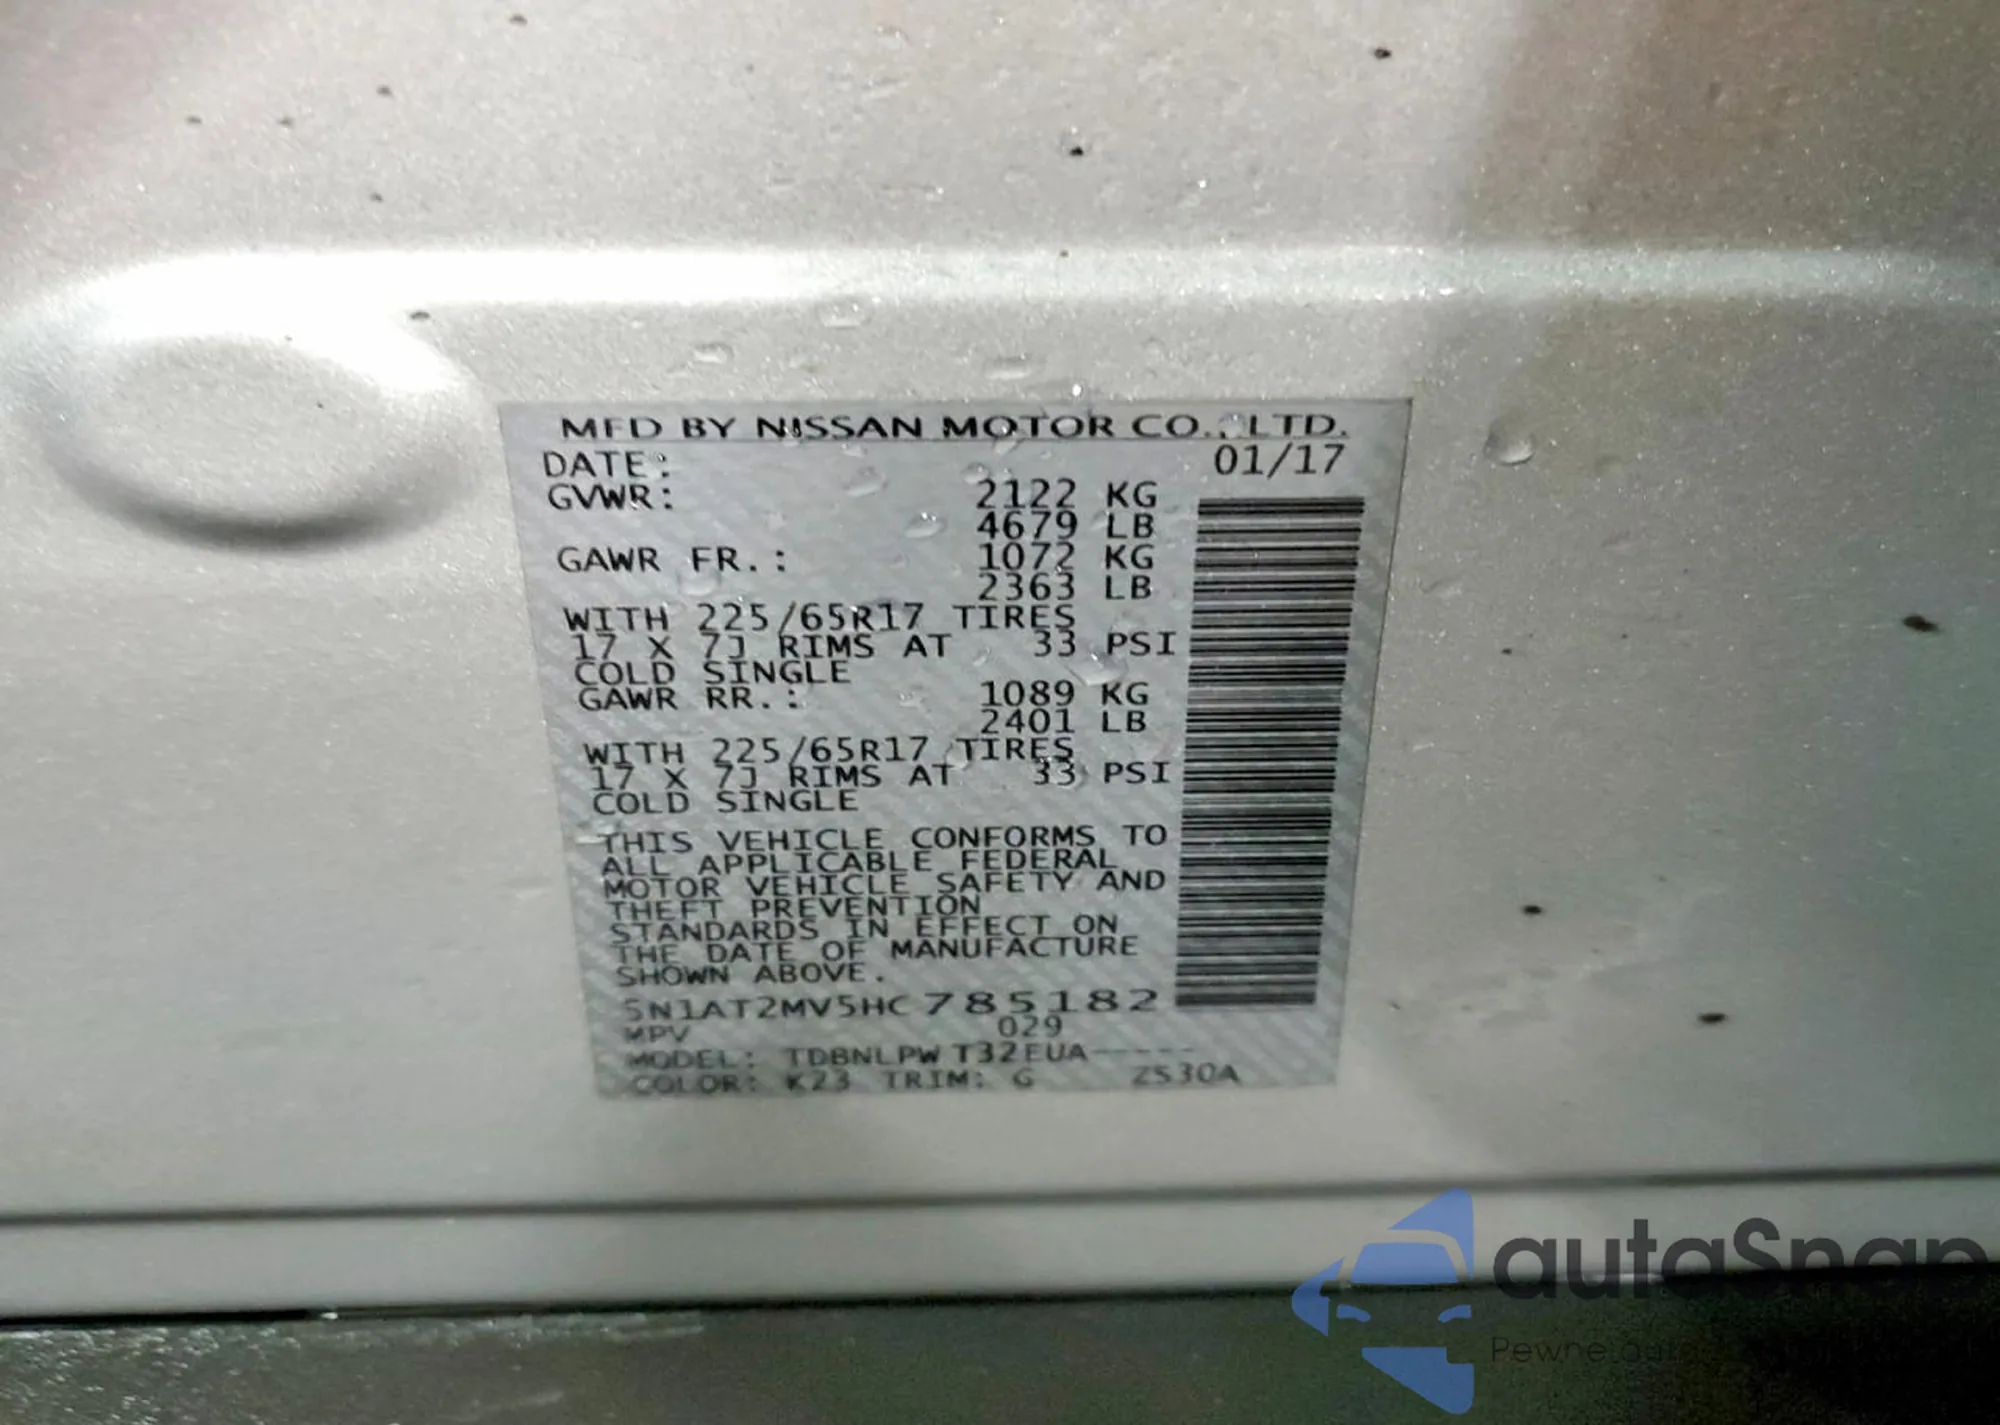 MFD BY NISSAN MOTOR CO., LTD.
DATE: 01/17
GVWR: 2122 KG
4679 LB
GAWR FR.: 1072 KG
2363 LB
WITH 225/65R17 TIRES
17 X 7J RIMS AT 33 PSI
COLD SINGLE
GAWR RR.: 1089 KG
2401 LB
WITH 225/65R17 TIRES
17 X 7J RIMS AT 33 PSI
COLD SINGLE
THIS VEHICLE CONFORMS TO
ALL APPLICABLE FEDERAL
MOTOR VEHICLE SAFETY AND
THEFT PREVENTION
STANDARDS IN EFFECT ON
THE DATE OF MANUFACTURE
SHOWN ABOVE.
5N1AT2MV5HC785182
MPV 029
MODEL: TDBNLPW T32EUA-----
COLOR: K23 TRIM: G ZS30A
autaSnap
Pewne auta